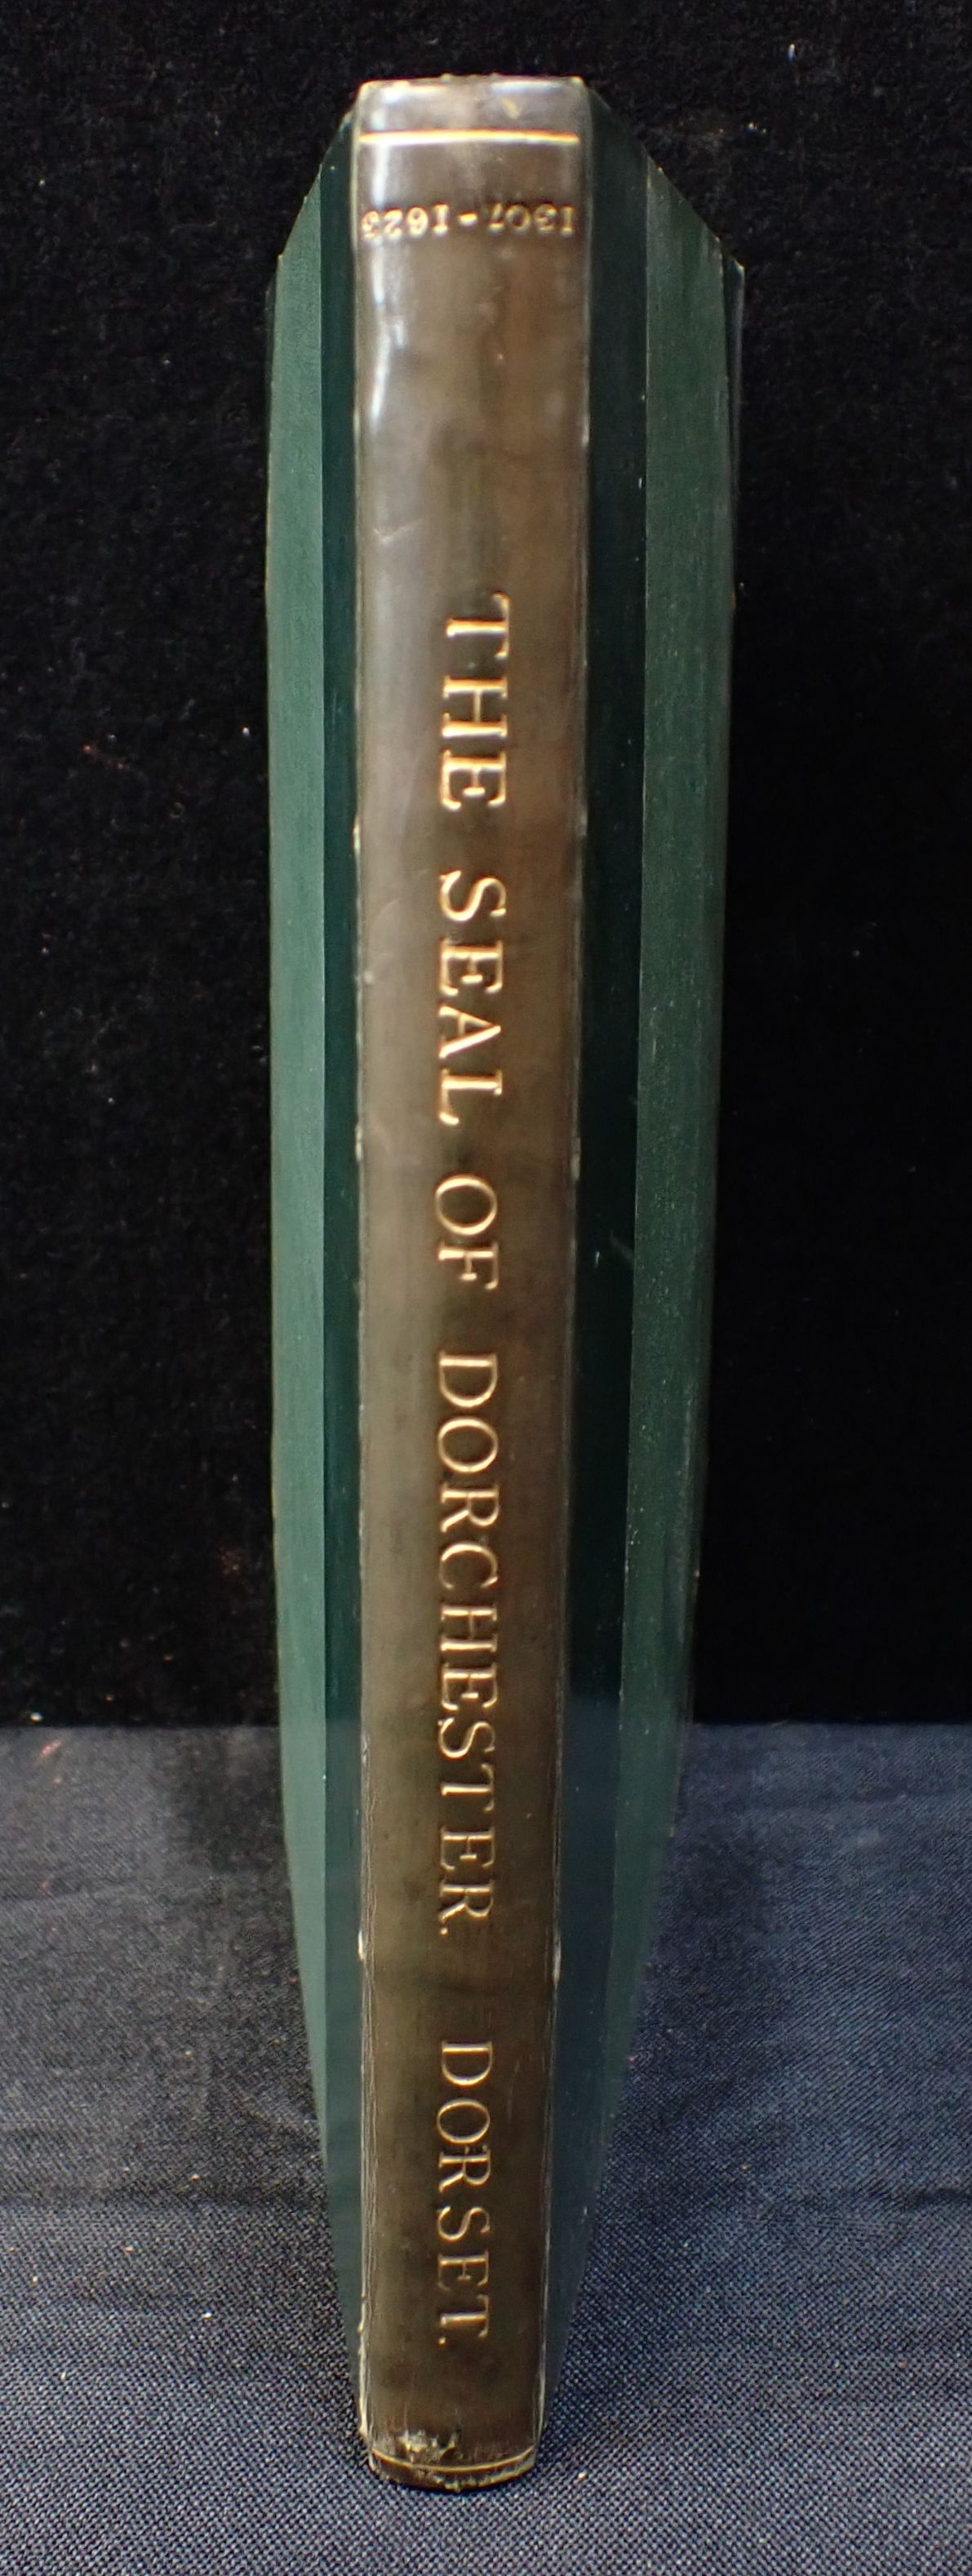 1307-1623
THE SEAL OF DORCHESTER. DORSET.